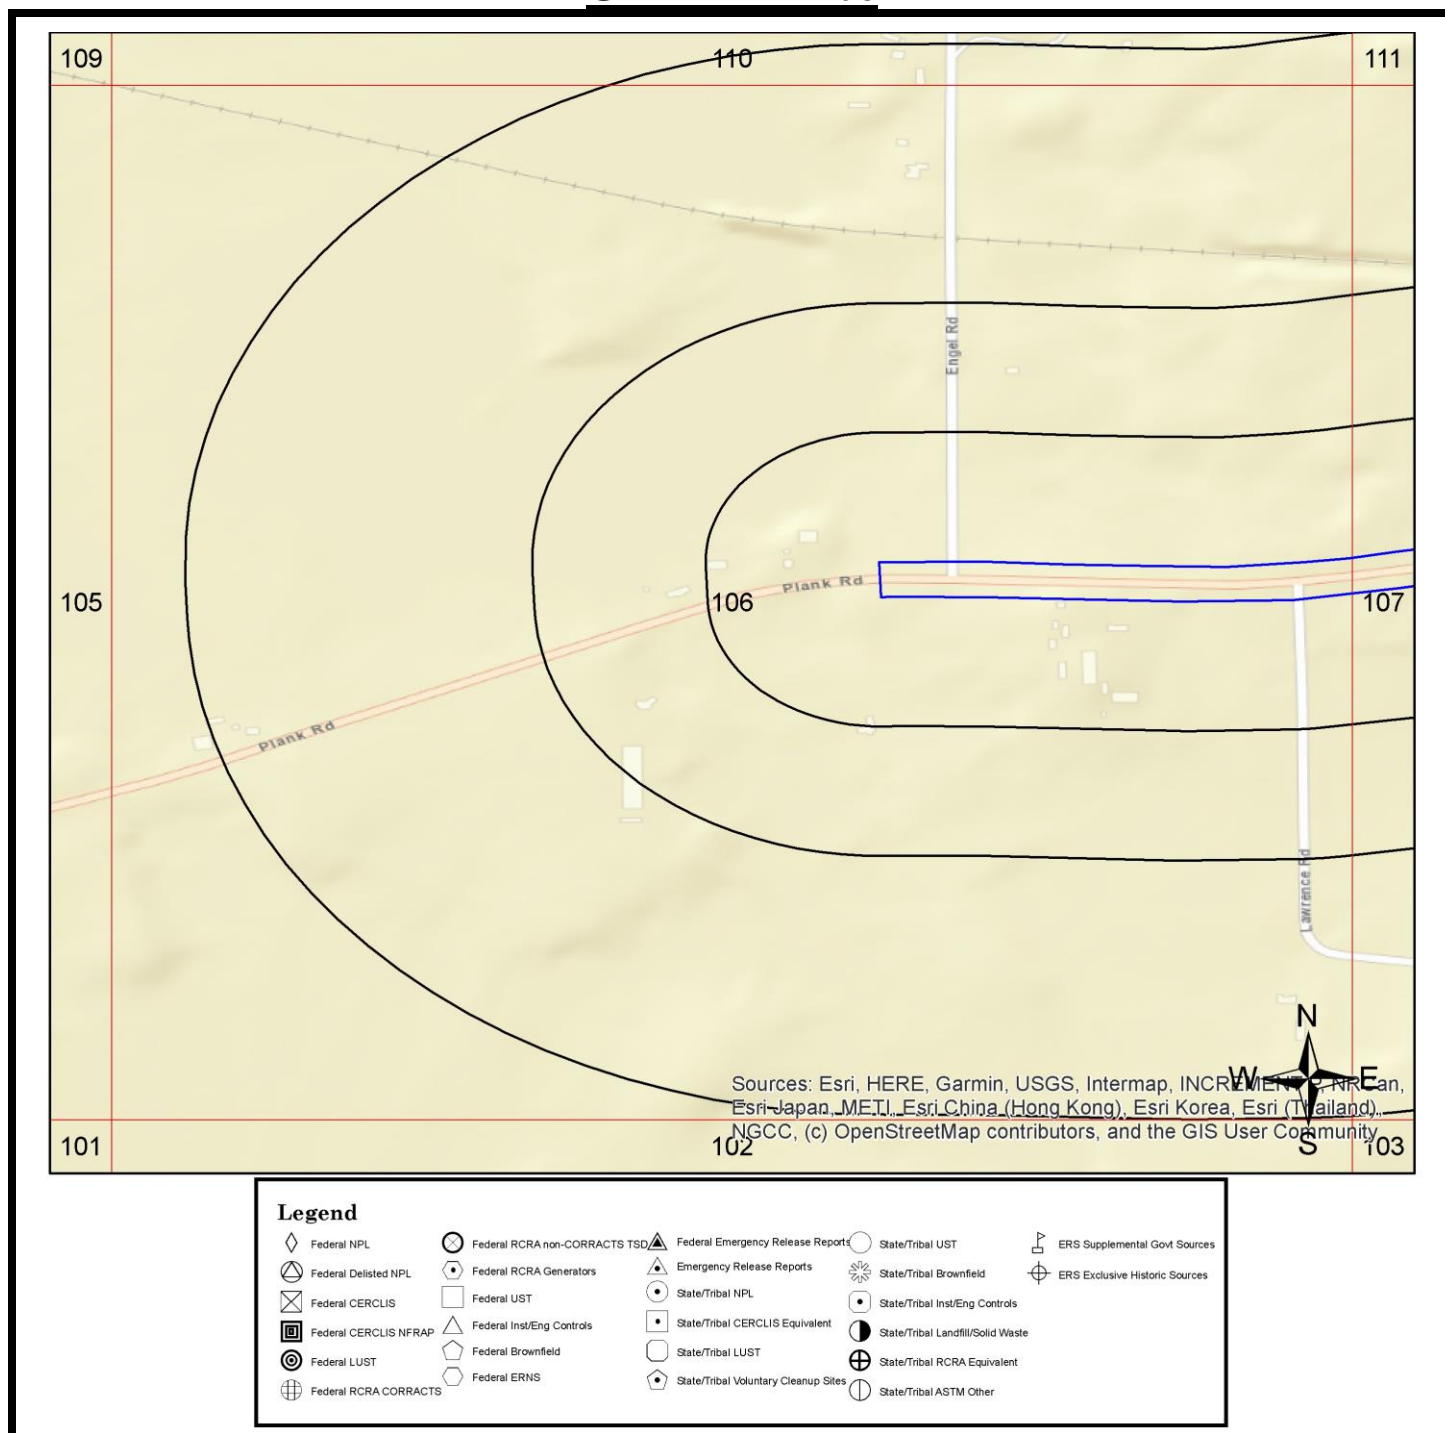 109
110
111
Engel Rd
Plank Rd
105
106
107
Plank Rd
Lawrence Rd
N
W
E
S
Sources: Esri, HERE, Garmin, USGS, Intermap, INCREMENT P, NRCan,
Esri Japan, METI, Esri China (Hong Kong), Esri Korea, Esri (Thailand),
NGCC, (c) OpenStreetMap contributors, and the GIS User Community
101
102
103
Legend
Federal NPL
Federal Delisted NPL
Federal CERCLIS
Federal CERCLIS NFRAP
Federal LUST
Federal RCRA CORRACTS
Federal RCRA non-CORRACTS TSD
Federal RCRA Generators
Federal UST
Federal Inst/Eng Controls
Federal Brownfield
Federal ERNS
Federal Emergency Release Reports
Emergency Release Reports
State/Tribal NPL
State/Tribal CERCLIS Equivalent
State/Tribal LUST
State/Tribal Voluntary Cleanup Sites
State/Tribal UST
State/Tribal Brownfield
State/Tribal Inst/Eng Controls
State/Tribal Landfill/Solid Waste
State/Tribal RCRA Equivalent
State/Tribal ASTM Other
ERS Supplemental Govt Sources
ERS Exclusive Historic Sources